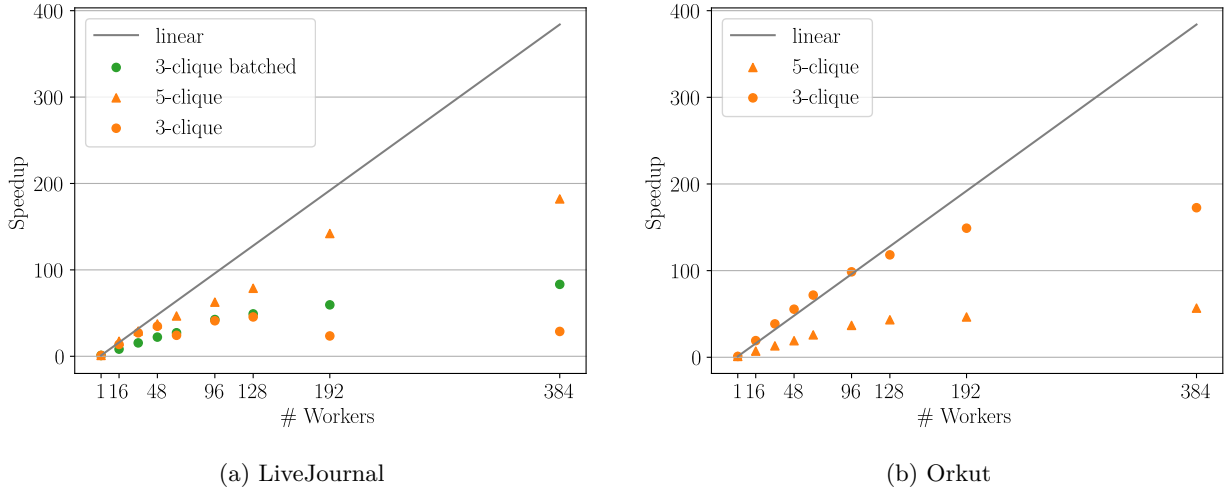 400
300
200
100
0
Speedup
linear
3-clique batched
5-clique
3-clique
1 16 48 96 128 192 384
# Workers
(a) LiveJournal
400
300
200
100
0
Speedup
linear
5-clique
3-clique
1 16 48 96 128 192 384
# Workers
(b) Orkut